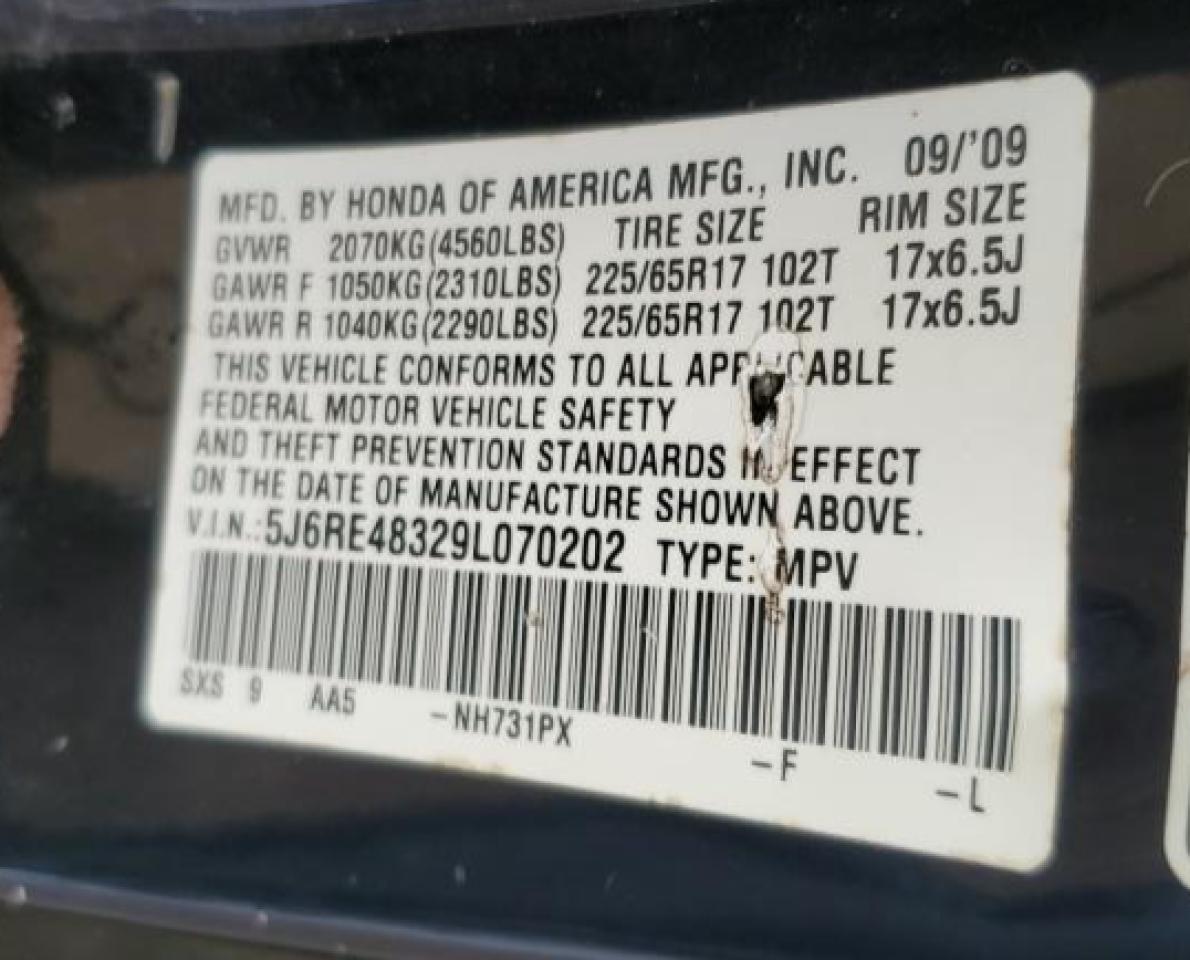 MFD. BY HONDA OF AMERICA MFG., INC. 09/'09
GVWR 2070KG(4560LBS) TIRE SIZE RIM SIZE
GAWR F 1050KG(2310LBS) 225/65R17 102T 17x6.5J
GAWR R 1040KG(2290LBS) 225/65R17 102T 17x6.5J
THIS VEHICLE CONFORMS TO ALL APPLICABLE
FEDERAL MOTOR VEHICLE SAFETY
AND THEFT PREVENTION STANDARDS IN EFFECT
ON THE DATE OF MANUFACTURE SHOWN ABOVE.
V.I.N.:5J6RE48329L070202 TYPE: MPV
SXS 9 AA5 -NH731PX -F -L